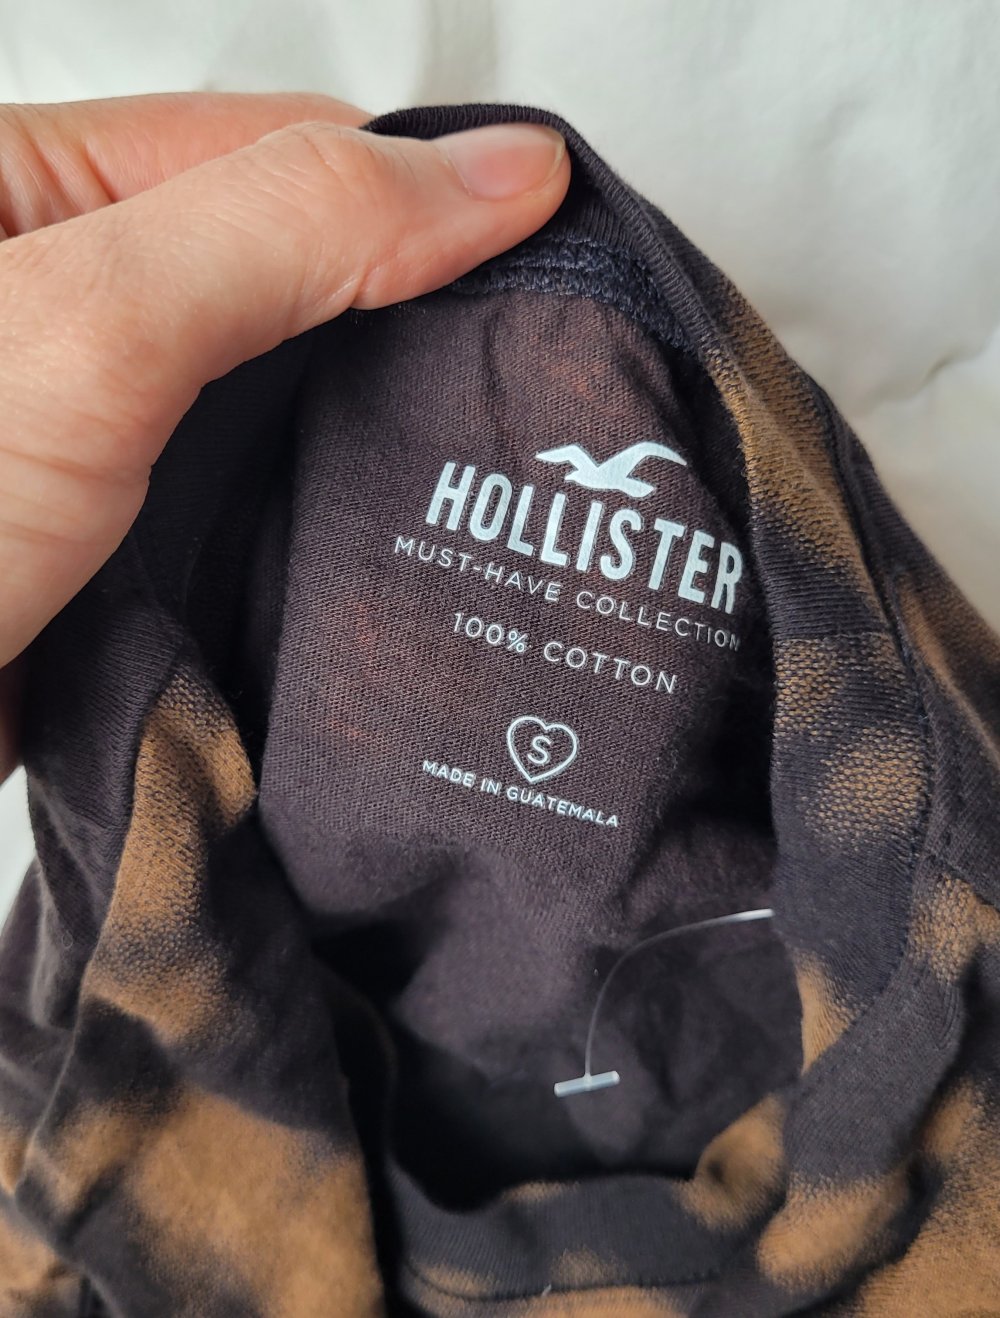 HOLLISTER
MUST-HAVE COLLECTION
100% COTTON
S
MADE IN GUATEMALA